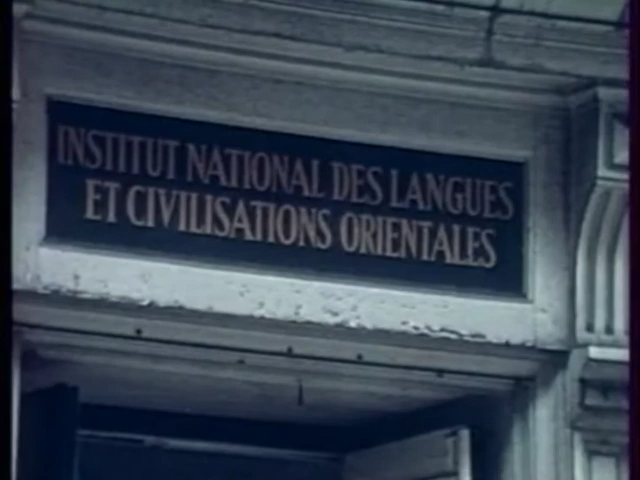 INSTITUT NATIONAL DES LANGUES
ET CIVILISATIONS ORIENTALES